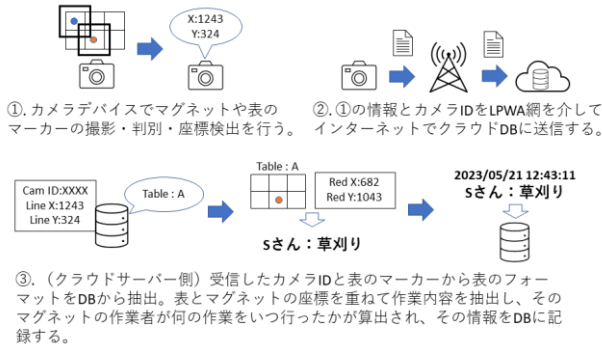 X:1243
Y:324
①. カメラデバイスでマグネットや表の
マーカーの撮影・判別・座標検出を行う。
②. ①の情報とカメラIDをLPWA網を介して
インターネットでクラウドDBに送信する。
Cam ID:XXXX
Line X:1243
Line Y:324
Table : A
Table : A
Red X:682
Red Y:1043
Sさん：草刈り
2023/05/21 12:43:11
Sさん：草刈り
③. （クラウドサーバー側）受信したカメラIDと表のマーカーから表のフォー
マットをDBから抽出。表とマグネットの座標を重ねて作業内容を抽出し、その
マグネットの作業者が何の作業をいつ行ったかが算出され、その情報をDBに記
録する。